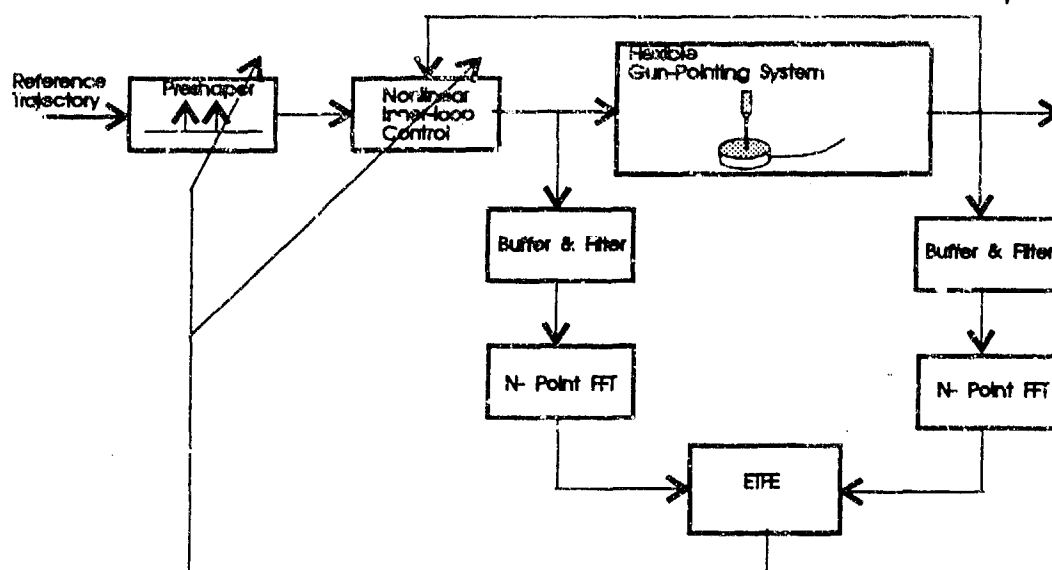 Flexible
Gun-Pointing System
Reference
Trajectory
Preshaper
Nonlinear
Inner-loop
Control
Buffer & Filter
Buffer & Filter
N- Point FFT
N- Point FFT
ETFE